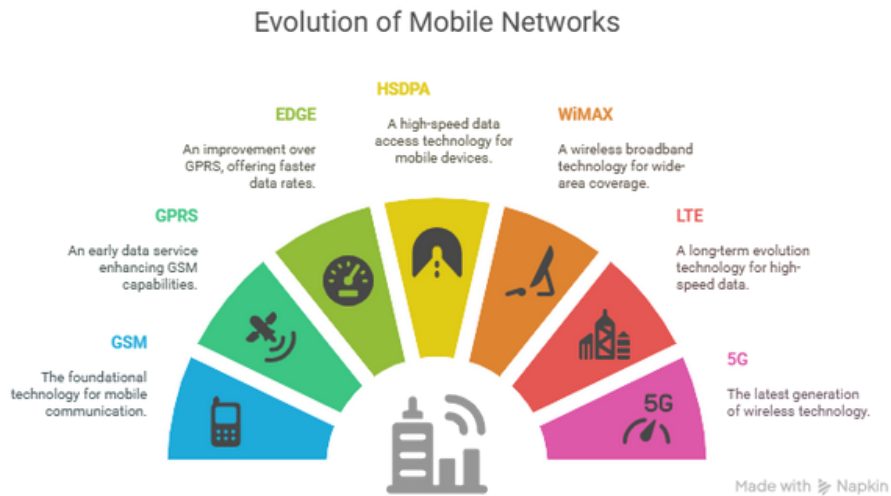 Evolution of Mobile Networks
HSDPA
A high-speed data
access technology for
mobile devices.
EDGE
An improvement over
GPRS, offering faster
data rates.
WiMAX
A wireless broadband
technology for wide-
area coverage.
GPRS
An early data service
enhancing GSM
capabilities.
LTE
A long-term evolution
technology for high-
speed data.
GSM
The foundational
technology for mobile
communication.
5G
The latest generation
of wireless technology.
5G
Made with Napkin